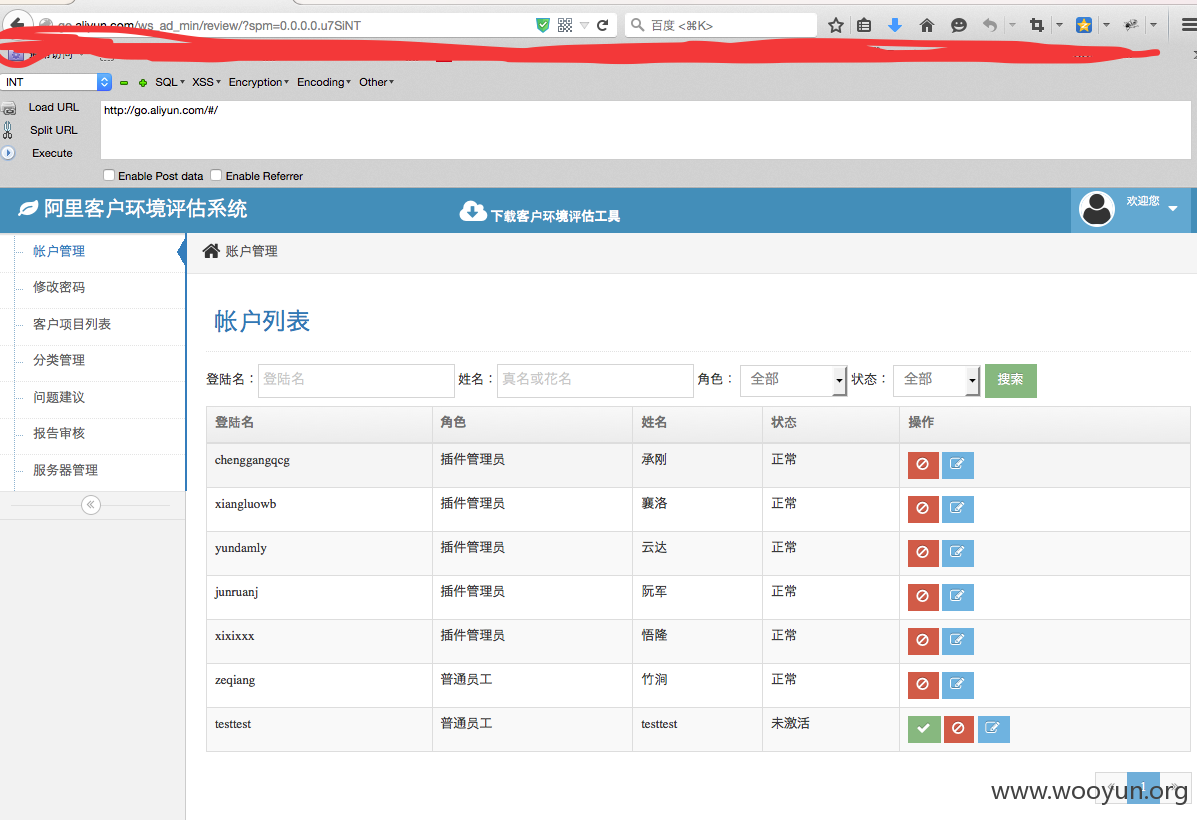 go.aliyun.com/ws_ad_min/review/?spm=0.0.0.0.u7SiNT
百度 <⌘K>
INT
SQL XSS Encryption Encoding Other
Load URL
http://go.aliyun.com/#/
Split URL
Execute
Enable Post data Enable Referrer
阿里客户环境评估系统
下载客户环境评估工具
欢迎您
帐户管理
修改密码
客户项目列表
分类管理
问题建议
报告审核
服务器管理
账户管理
帐户列表
登陆名： 登陆名 姓名： 真名或花名 角色： 全部 状态： 全部 搜索
登陆名 角色 姓名 状态 操作
chenggangqcg 插件管理员 承刚 正常
xiangluowb 插件管理员 襄洛 正常
yundamly 插件管理员 云达 正常
junruanj 插件管理员 阮军 正常
xixixxx 插件管理员 悟隆 正常
zeqiang 普通员工 竹涧 正常
testtest 普通员工 testtest 未激活
« 1 »
www.wooyun.org